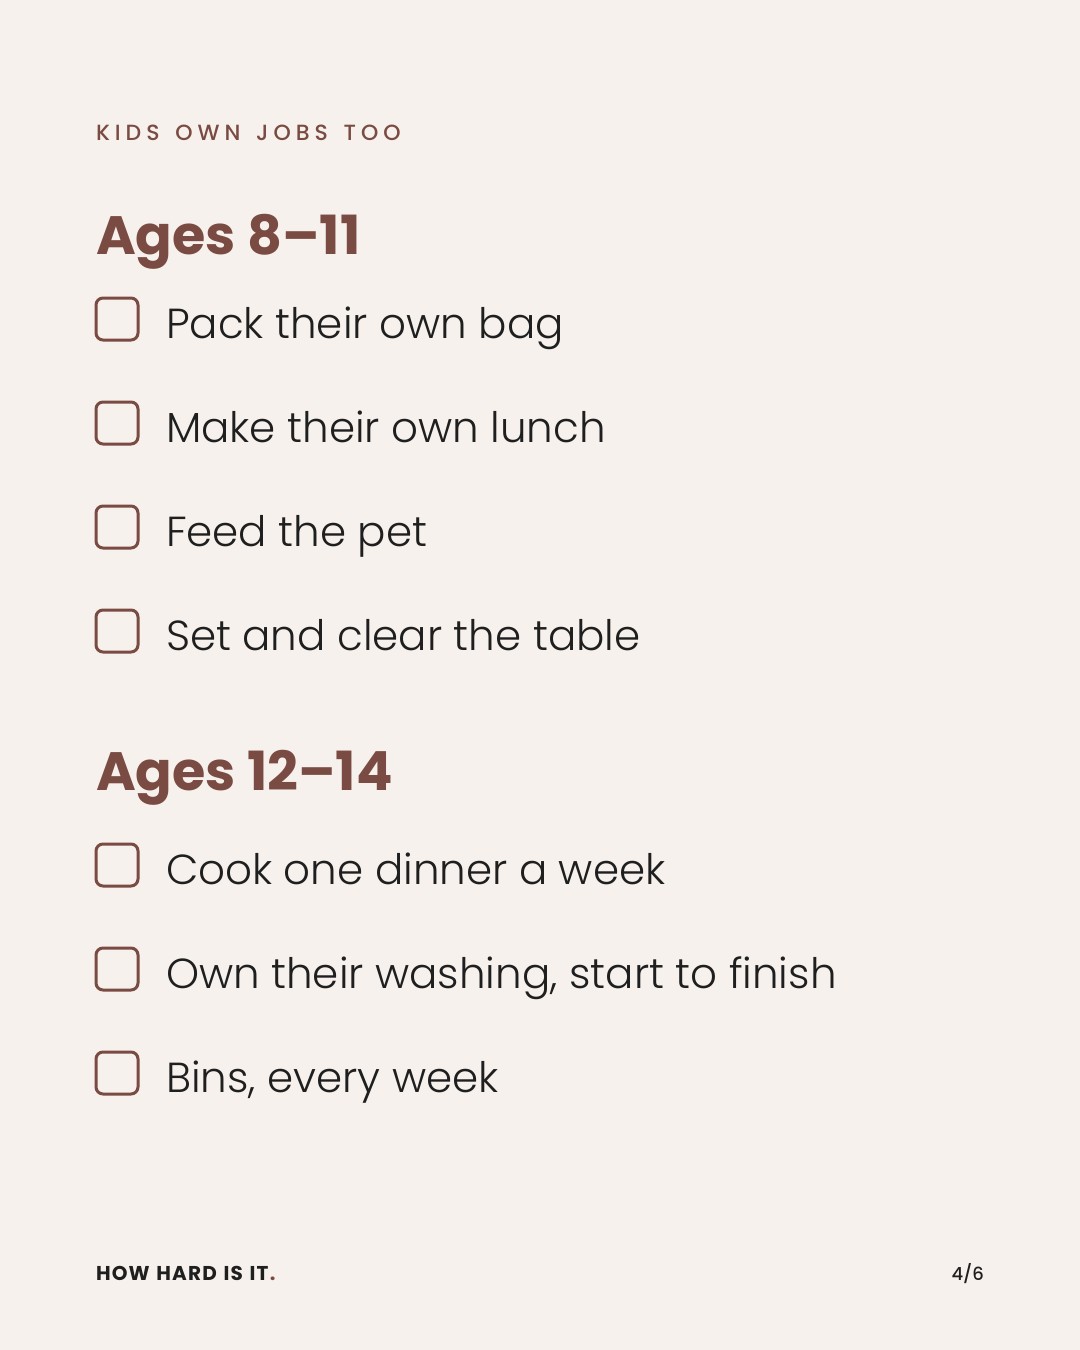 KIDS OWN JOBS TOO
Ages 8–11
Pack their own bag
Make their own lunch
Feed the pet
Set and clear the table
Ages 12–14
Cook one dinner a week
Own their washing, start to finish
Bins, every week
HOW HARD IS IT.
4/6